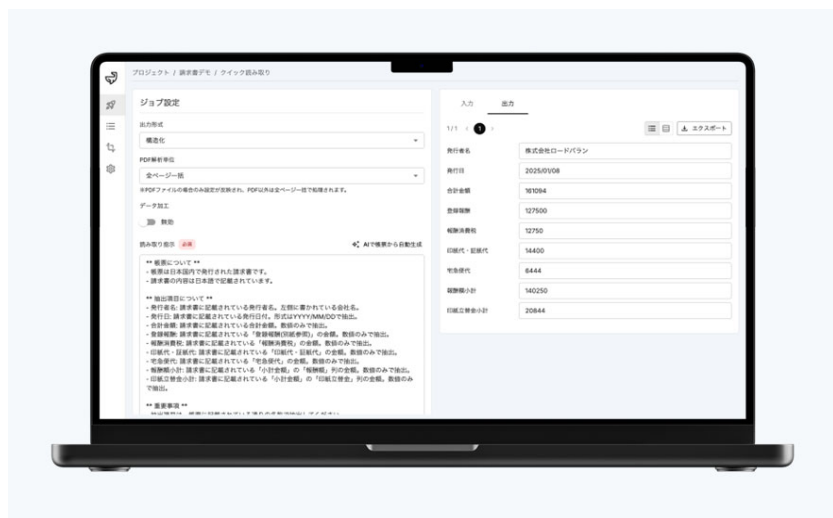 プロジェクト / 請求書デモ / クイック読み取り
ジョブ設定
出力形式
構造化
PDF解析単位
全ページ一括
※PDFファイルの場合のみ設定が反映され、PDF以外は全ページ一括で処理されます。
データ加工
無効
読み取り指示 必須
AIで帳票から自動生成
** 帳票について **
- 帳票は日本国内で発行された請求書です。
- 請求書の内容は日本語で記載されています。
** 抽出項目について **
- 発行者名: 請求書に記載されている発行者名。左側に書かれている会社名。
- 発行日: 請求書に記載されている発行日付。形式はYYYY/MM/DDで抽出。
- 合計金額: 請求書に記載されている合計金額。数値のみで抽出。
- 登録報酬: 請求書に記載されている「登録報酬(別紙参照)」の金額。数値のみで抽出。
- 報酬消費税: 請求書に記載されている「報酬消費税」の金額。数値のみで抽出。
- 印紙代・証紙代: 請求書に記載されている「印紙代・証紙代」の金額。数値のみで抽出。
- 宅急便代: 請求書に記載されている「宅急便代」の金額。数値のみで抽出。
- 報酬額小計: 請求書に記載されている「小計金額」の「報酬額」列の金額。数値のみで抽出。
- 印紙立替金小計: 請求書に記載されている「小計金額」の「印紙立替金」列の金額。数値のみ
で抽出。
** 重要事項 **
入力 出力
1/1 < 1 >
エクスポート
発行者名 株式会社ロードバラン
発行日 2025/01/08
合計金額 161094
登録報酬 127500
報酬消費税 12750
印紙代・証紙代 14400
宅急便代 6444
報酬額小計 140250
印紙立替金小計 20844